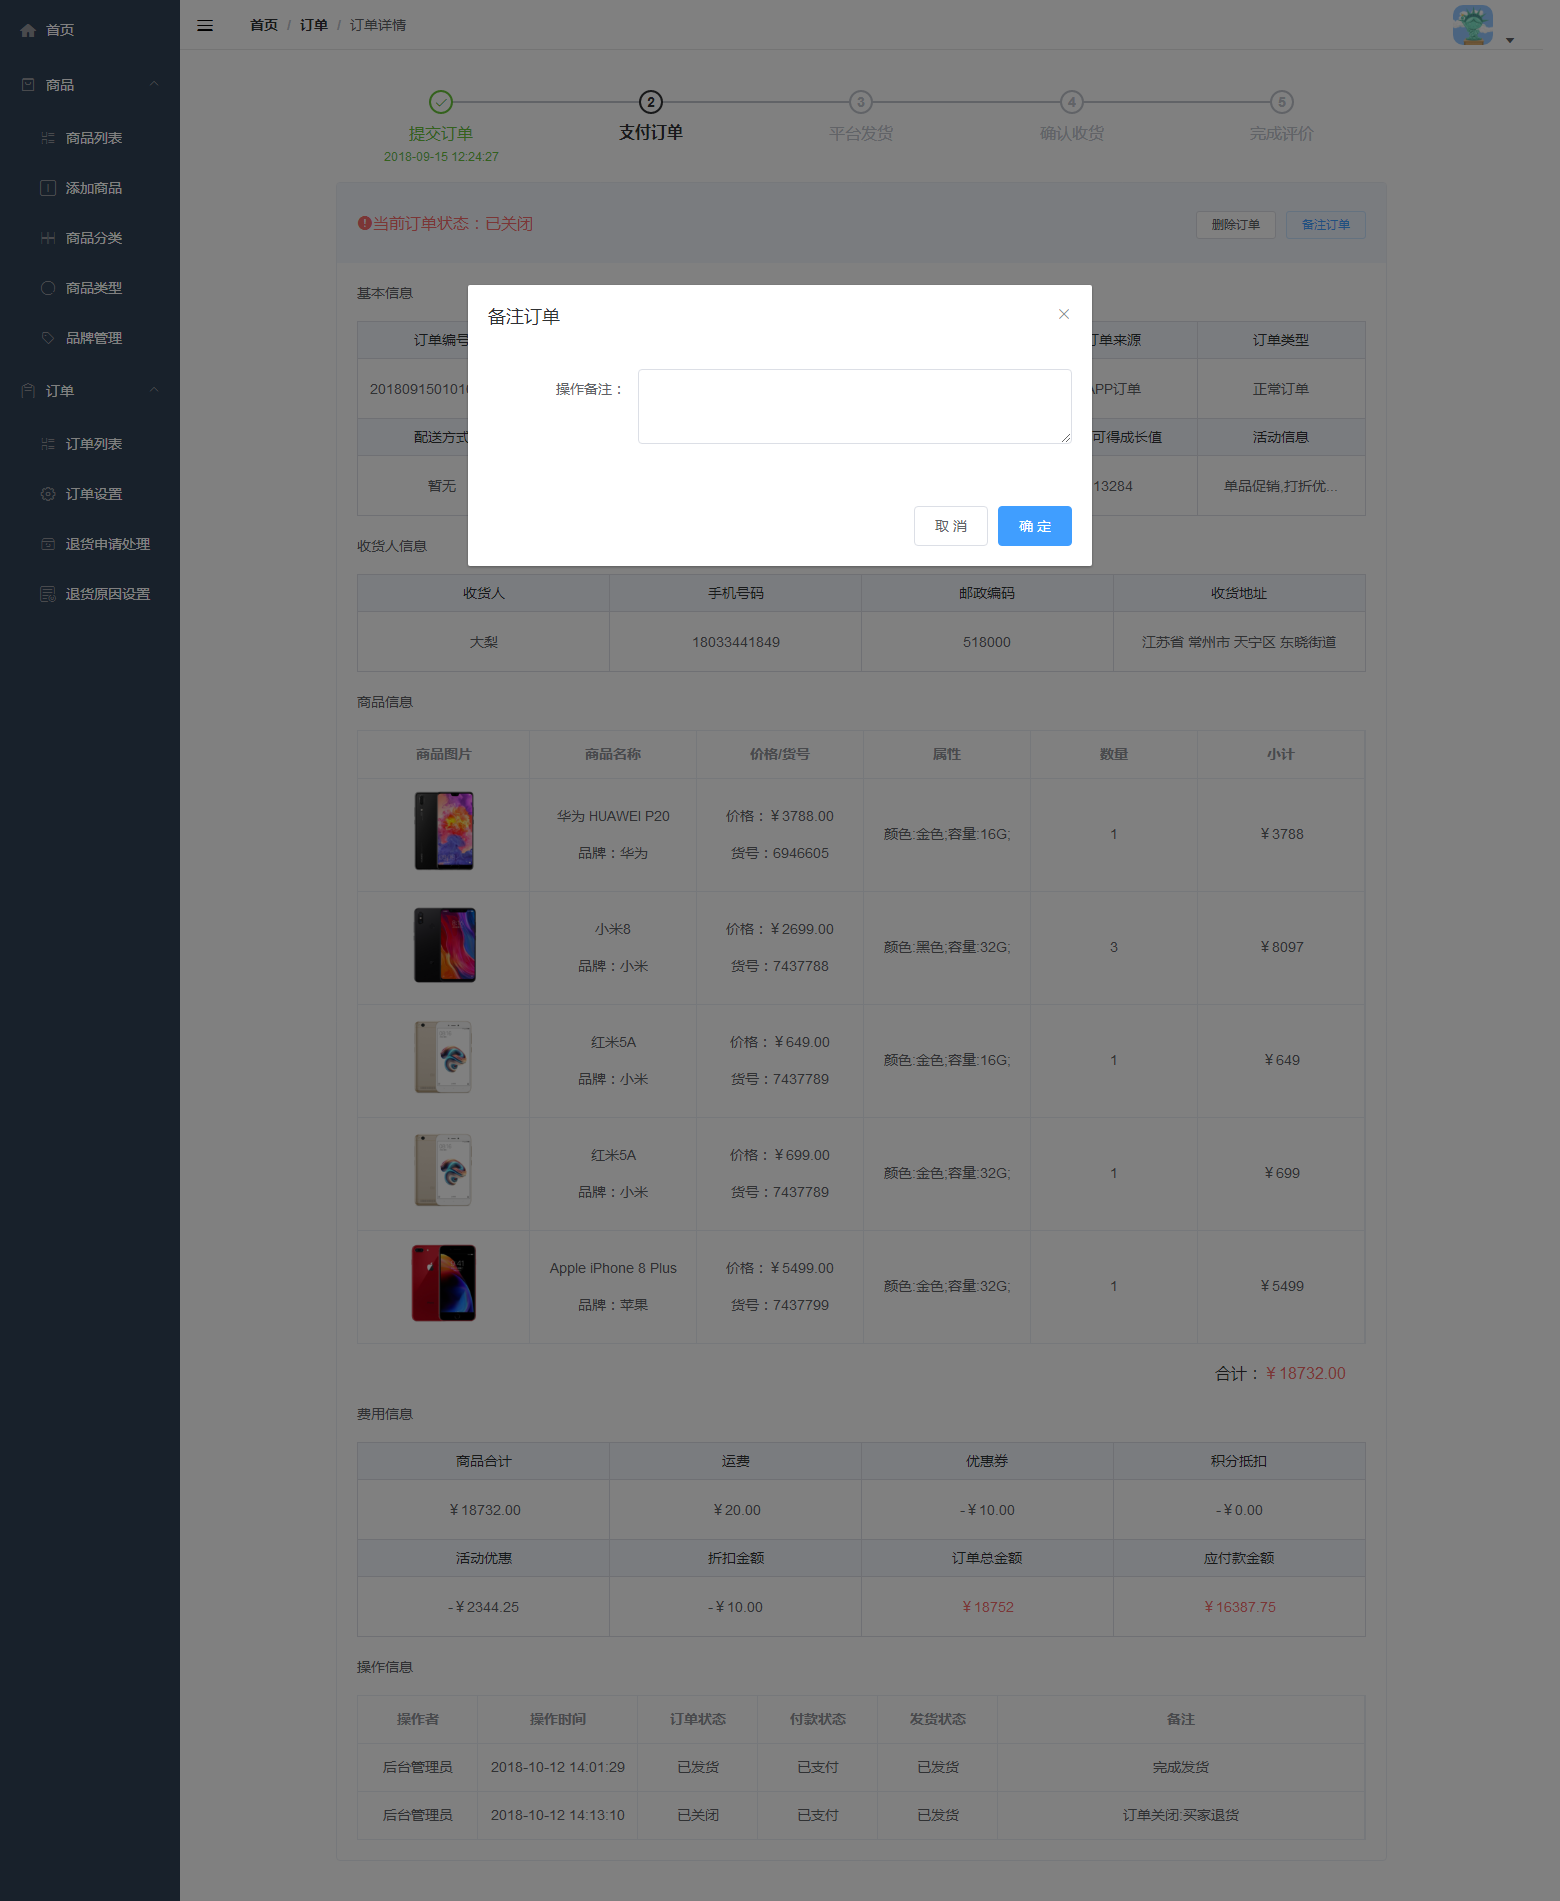 首页
商品
商品列表
添加商品
商品分类
商品类型
品牌管理
订单
订单列表
订单设置
退货申请处理
退货原因设置
首页 / 订单 / 订单详情
2 3 4 5
提交订单 支付订单 平台发货 确认收货 完成评价
2018-09-15 12:24:27
当前订单状态：已关闭 删除订单 备注订单
基本信息
备注订单
操作备注：
取 消 确 定
订单编号 订单来源 订单类型
20180915010 APP订单 正常订单
配送方式 可得成长值 活动信息
暂无 13284 单品促销,打折优...
收货人信息
收货人 手机号码 邮政编码 收货地址
大梨 18033441849 518000 江苏省 常州市 天宁区 东晓街道
商品信息
商品图片 商品名称 价格/货号 属性 数量 小计
华为 HUAWEI P20 价格：￥3788.00
颜色:金色;容量:16G; 1 ￥3788
品牌：华为 货号：6946605
小米8 价格：￥2699.00
颜色:黑色;容量:32G; 3 ￥8097
品牌：小米 货号：7437788
红米5A 价格：￥649.00
颜色:金色;容量:16G; 1 ￥649
品牌：小米 货号：7437789
红米5A 价格：￥699.00
颜色:金色;容量:32G; 1 ￥699
品牌：小米 货号：7437789
Apple iPhone 8 Plus 价格：￥5499.00
颜色:金色;容量:32G; 1 ￥5499
品牌：苹果 货号：7437799
合计：￥18732.00
费用信息
商品合计 运费 优惠券 积分抵扣
￥18732.00 ￥20.00 -￥10.00 -￥0.00
活动优惠 折扣金额 订单总金额 应付款金额
-￥2344.25 -￥10.00 ￥18752 ￥16387.75
操作信息
操作者 操作时间 订单状态 付款状态 发货状态 备注
后台管理员 2018-10-12 14:01:29 已发货 已支付 已发货 完成发货
后台管理员 2018-10-12 14:13:10 已关闭 已支付 已发货 订单关闭:买家退货